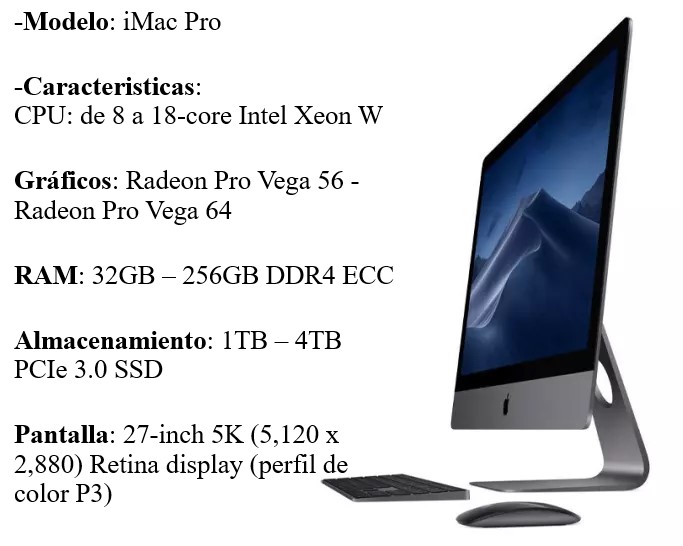 -Modelo: iMac Pro
-Caracteristicas:
CPU: de 8 a 18-core Intel Xeon W
Gráficos: Radeon Pro Vega 56 -
Radeon Pro Vega 64
RAM: 32GB – 256GB DDR4 ECC
Almacenamiento: 1TB – 4TB
PCIe 3.0 SSD
Pantalla: 27-inch 5K (5,120 x
2,880) Retina display (perfil de
color P3)